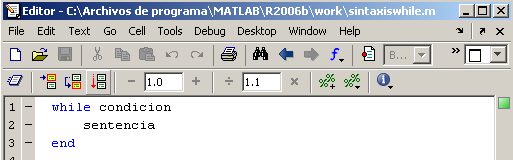 Editor - C:\Archivos de programa\MATLAB\R2006b\work\sintaxiswhile.m
File Edit Text Go Cell Tools Debug Desktop Window Help
B... »
1.0 + ÷ 1.1 ×
1 - while condicion
2 - sentencia
3 - end